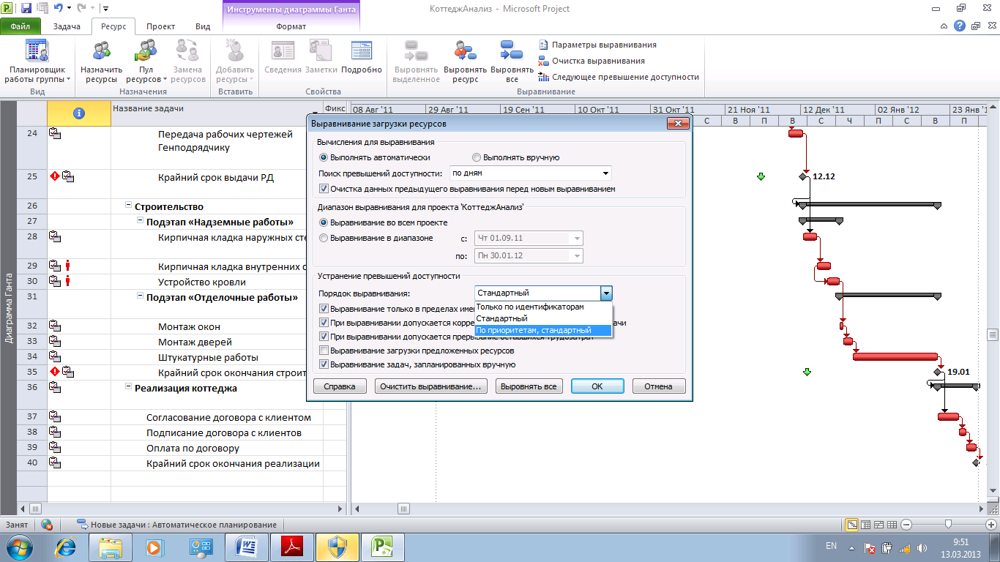 Инструменты диаграммы Ганта
КоттеджАнализ - Microsoft Project
Файл Задача Ресурс Проект Вид Формат
Планировщик работы группы
Назначить ресурсы
Пул ресурсов
Замена ресурсов
Добавить ресурсы
Сведения Заметки Подробно
Выровнять выделенное
Выровнять ресурс
Выровнять все
Параметры выравнивания
Очистка выравнивания
Следующее превышение доступности
Вид Назначения Вставить Свойства Выравнивание
Название задачи Фикс
08 Авг '11 29 Авг '11 19 Сен '11 10 Окт '11 31 Окт '11 21 Ноя '11 12 Дек '11 02 Янв '12 23 Янв '1
С В П В С Ч П С В П
24 Передача рабочих чертежей
Генподрядчику
25 Крайний срок выдачи РД 12.12
26 Строительство
27 Подэтап «Надземные работы»
28 Кирпичная кладка наружных сте
29 Кирпичная кладка внутренних с
30 Устройство кровли
31 Подэтап «Отделочные работы»
32 Монтаж окон
33 Монтаж дверей
34 Штукатурные работы
35 Крайний срок окончания строит 19.01
36 Реализация коттеджа
37 Согласование договора с клиентом
38 Подписание договора с клиентов
39 Оплата по договору
40 Крайний срок окончания реализации
Диаграмма Ганта
Выравнивание загрузки ресурсов
Вычисления для выравнивания
Выполнять автоматически Выполнять вручную
Поиск превышений доступности: по дням
Очистка данных предыдущего выравнивания перед новым выравниванием
Диапазон выравнивания для проекта 'КоттеджАнализ'
Выравнивание во всем проекте
Выравнивание в диапазоне с: Чт 01.09.11
по: Пн 30.01.12
Устранение превышений доступности
Порядок выравнивания: Стандартный
Только по идентификаторам
Стандартный
По приоритетам, стандартный
Выравнивание только в пределах име
При выравнивании допускается корре чи
При выравнивании допускается прерывание оставшихся трудозатрат
Выравнивание загрузки предложенных ресурсов
Выравнивание задач, запланированных вручную
Справка Очистить выравнивание... Выровнять все ОК Отмена
Занят Новые задачи : Автоматическое планирование
EN 9:51
13.03.2013